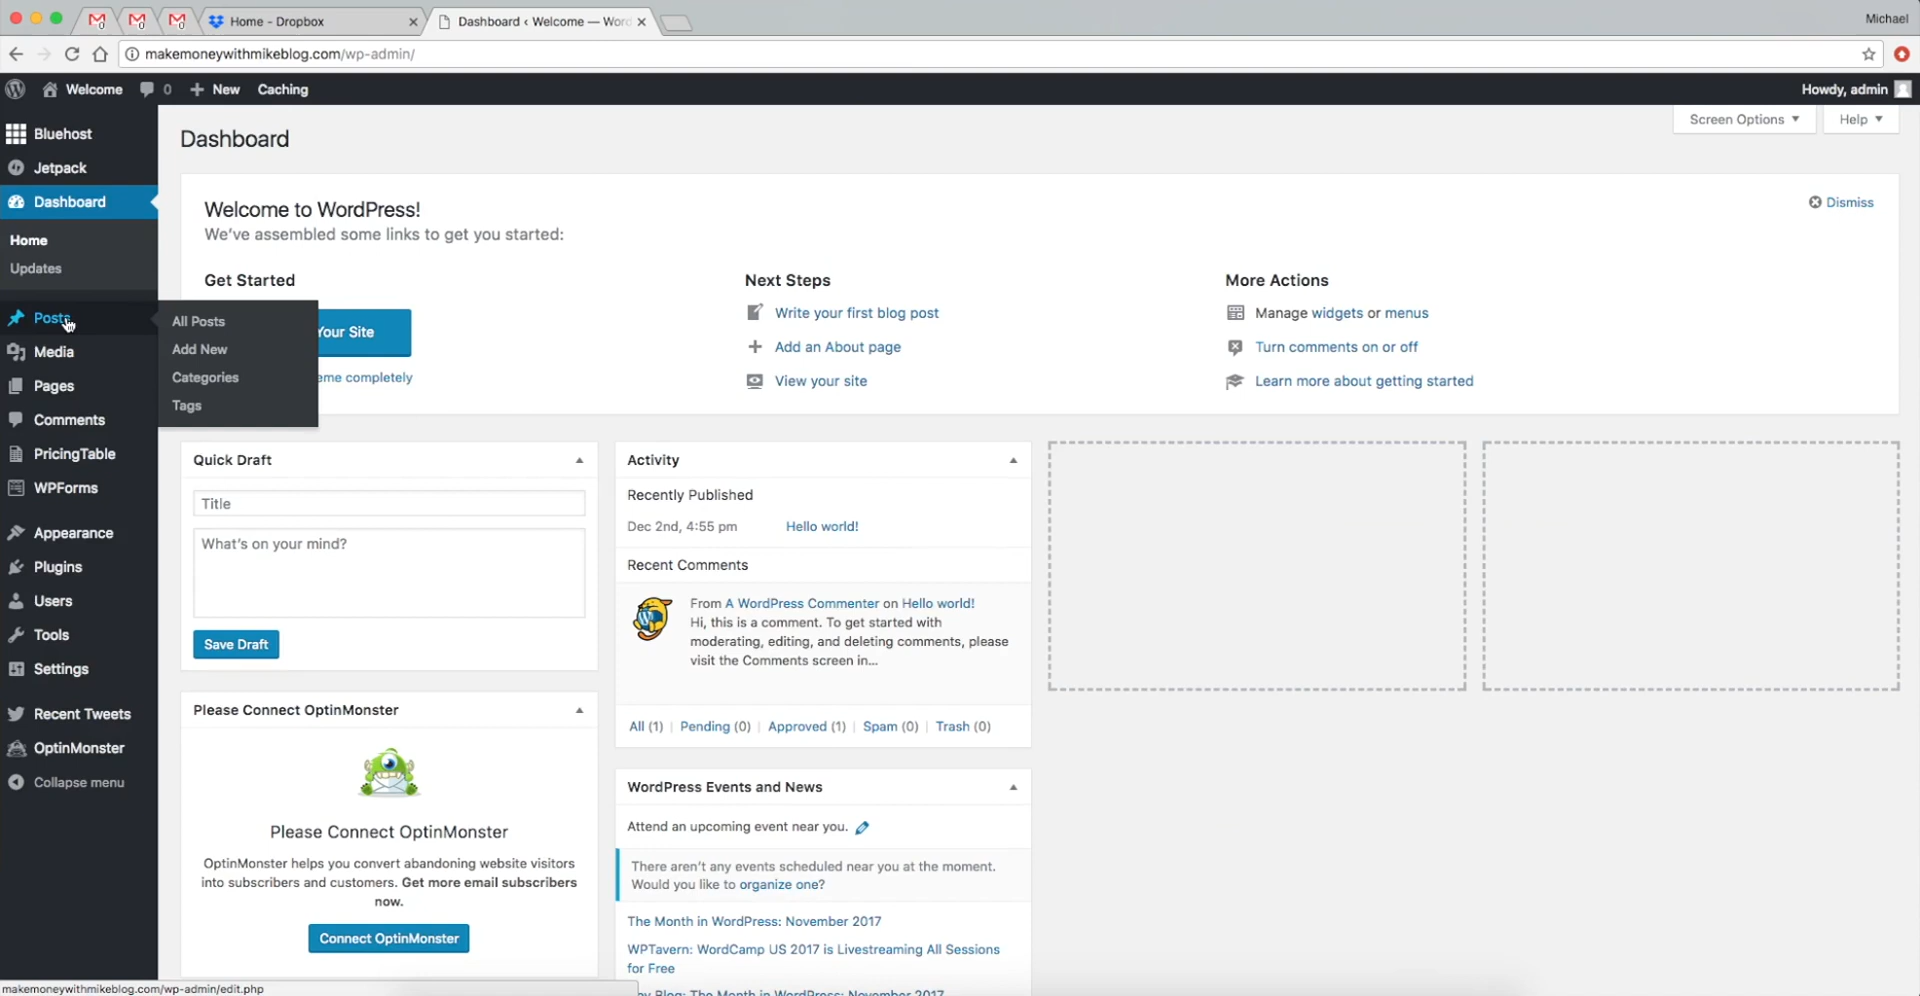 Home - Dropbox
Dashboard ‹ Welcome — Word
Michael
makemoneywithmikeblog.com/wp-admin/
Welcome
0
New
Caching
Howdy, admin
Bluehost
Jetpack
Dashboard
Home
Updates
Posts
Media
Pages
Comments
PricingTable
WPForms
Appearance
Plugins
Users
Tools
Settings
Recent Tweets
OptinMonster
Collapse menu
All Posts
Add New
Categories
Tags
Dashboard
Screen Options
Help
Welcome to WordPress!
We've assembled some links to get you started:
Dismiss
Get Started
Your Site
eme completely
Next Steps
Write your first blog post
Add an About page
View your site
More Actions
Manage widgets or menus
Turn comments on or off
Learn more about getting started
Quick Draft
Title
What's on your mind?
Save Draft
Please Connect OptinMonster
Please Connect OptinMonster
OptinMonster helps you convert abandoning website visitors
into subscribers and customers. Get more email subscribers
now.
Connect OptinMonster
Activity
Recently Published
Dec 2nd, 4:55 pm Hello world!
Recent Comments
From A WordPress Commenter on Hello world!
Hi, this is a comment. To get started with
moderating, editing, and deleting comments, please
visit the Comments screen in...
All (1) | Pending (0) | Approved (1) | Spam (0) | Trash (0)
WordPress Events and News
Attend an upcoming event near you.
There aren't any events scheduled near you at the moment.
Would you like to organize one?
The Month in WordPress: November 2017
WPTavern: WordCamp US 2017 is Livestreaming All Sessions
for Free
Blog: The Month in WordPress: November 2017
makemoneywithmikeblog.com/wp-admin/edit.php